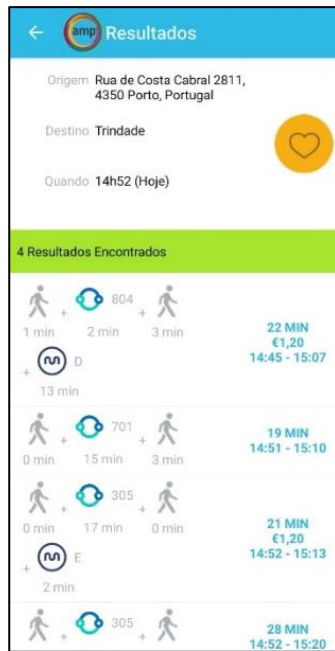 amp Resultados
Origem Rua de Costa Cabral 2811,
4350 Porto, Portugal
Destino Trindade
Quando 14h52 (Hoje)
4 Resultados Encontrados
+ 804 +
1 min 2 min 3 min
+ D
13 min
22 MIN
€1,20
14:45 - 15:07
+ 701 +
0 min 15 min 3 min
19 MIN
14:51 - 15:10
+ 305 +
0 min 17 min 0 min
+ E
2 min
21 MIN
€1,20
14:52 - 15:13
+ 305 +
28 MIN
14:52 - 15:20